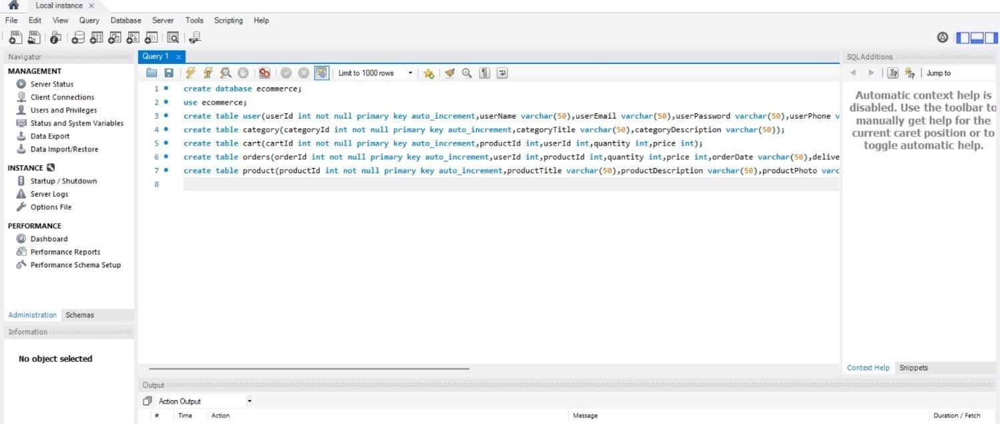 Local instance
File Edit View Query Database Server Tools Scripting Help
Navigator
MANAGEMENT
Server Status
Client Connections
Users and Privileges
Status and System Variables
Data Export
Data Import/Restore
INSTANCE
Startup / Shutdown
Server Logs
Options File
PERFORMANCE
Dashboard
Performance Reports
Performance Schema Setup
Administration Schemas
Information
No object selected
Query 1
Limit to 1000 rows
1 create database ecommerce;
2 use ecommerce;
3 create table user(userId int not null primary key auto_increment,userName varchar(50),userEmail varchar(50),userPassword varchar(50),userPhone v
4 create table category(categoryId int not null primary key auto_increment,categoryTitle varchar(50),categoryDescription varchar(50));
5 create table cart(cartId int not null primary key auto_increment,productId int,userId int,quantity int,price int);
6 create table orders(orderId int not null primary key auto_increment,userId int,productId int,quantity int,price int,orderDate varchar(50),delive
7 create table product(productId int not null primary key auto_increment,productTitle varchar(50),productDescription varchar(50),productPhoto varc
8
Output
Action Output
# Time Action Message Duration / Fetch
SQLAdditions
Jump to
Automatic context help is
disabled. Use the toolbar to
manually get help for the
current caret position or to
toggle automatic help.
Context Help Snippets